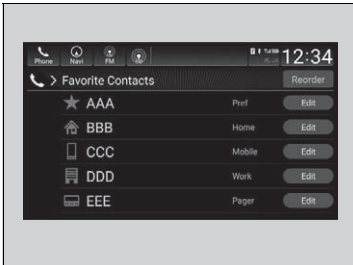 Phone Navi FM 12:34
> Favorite Contacts Reorder
AAA Pref Edit
BBB Home Edit
CCC Mobile Edit
DDD Work Edit
EEE Pager Edit